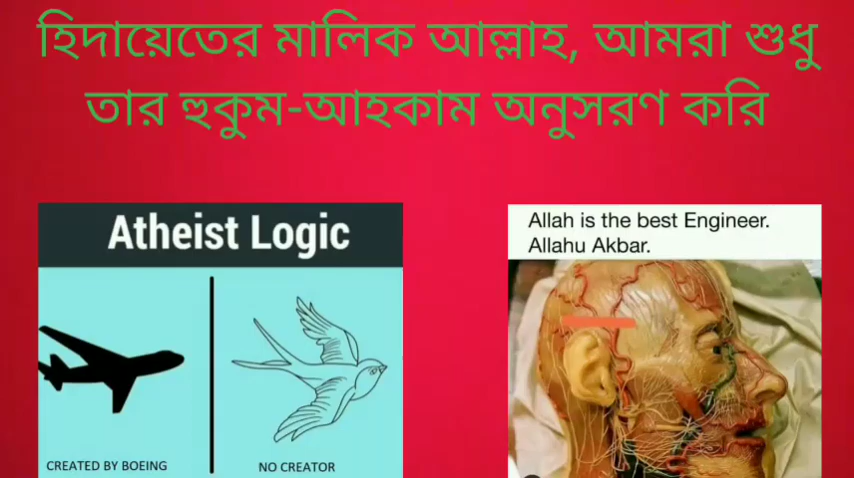 হিদায়েতের মালিক আল্লাহ, আমরা শুধু
তার হুকুম-আহকাম অনুসরণ করি
Atheist Logic
CREATED BY BOEING
NO CREATOR
Allah is the best Engineer.
Allahu Akbar.